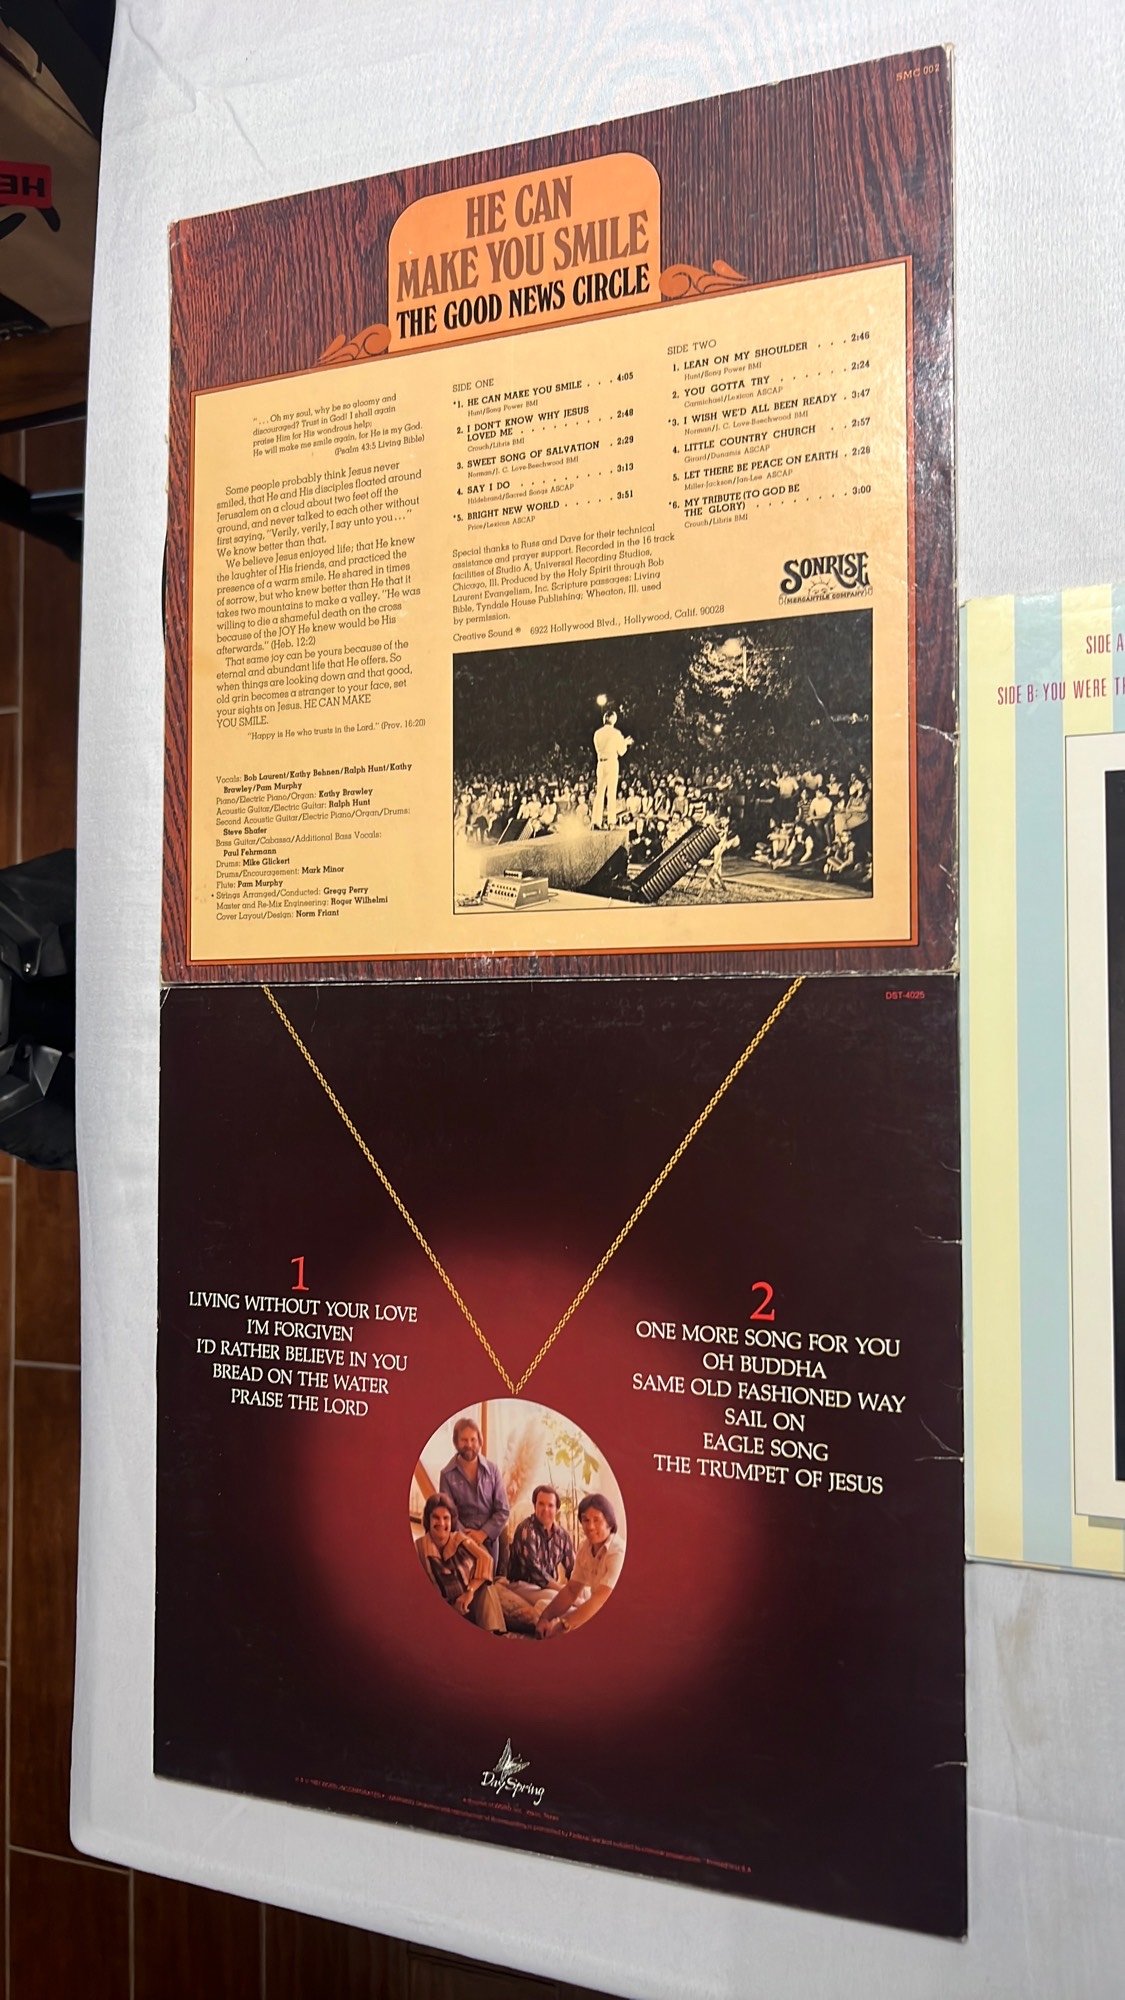 SMC 002
HE CAN
MAKE YOU SMILE
THE GOOD NEWS CIRCLE
"...Oh my soul, why be so gloomy and
discouraged? Trust in God! I shall again
praise Him for His wondrous help;
He will make me smile again, for He is my God.
(Psalm 43:5 Living Bible)
Some people probably think Jesus never
smiled, that He and His disciples floated around
Jerusalem on a cloud about two feet off the
ground, and never talked to each other without
first saying, "Verily, verily, I say unto you..."
We know better than that.
We believe Jesus enjoyed life; that He knew
the laughter of His friends, and practiced the
presence of a warm smile. He shared in times
of sorrow, but who knew better than He that it
takes two mountains to make a valley. "He was
willing to die a shameful death on the cross
because of the JOY He knew would be His
afterwards." (Heb. 12:2)
That same joy can be yours because of the
eternal and abundant life that He offers. So
when things are looking down and that good,
old grin becomes a stranger to your face, set
your sights on Jesus. HE CAN MAKE
YOU SMILE.
"Happy is He who trusts in the Lord." (Prov. 16:20)
Vocals: Bob Laurent/Kathy Behnen/Ralph Hunt/Kathy
Brawley/Pam Murphy
Piano/Electric Piano/Organ: Kathy Brawley
Acoustic Guitar/Electric Guitar: Ralph Hunt
Second Acoustic Guitar/Electric Piano/Organ/Drums:
Steve Shafer
Bass Guitar/Cabassa/Additional Bass Vocals:
Paul Fehrmann
Drums: Mike Glickert
Drums/Encouragement: Mark Minor
Flute: Pam Murphy
• Strings Arranged/Conducted: Gregg Perry
Master and Re-Mix Engineering: Roger Wilhelmi
Cover Layout/Design: Norm Friant
SIDE ONE
*1. HE CAN MAKE YOU SMILE . . . 4:05
Hunt/Song Power BMI
2. I DON'T KNOW WHY JESUS
LOVED ME . . . . . . . . 2:48
Crouch/Libris BMI
3. SWEET SONG OF SALVATION . 2:29
Norman/J. C. Love-Beechwood BMI
4. SAY I DO . . . . . . . . 3:13
Hildebrand/Sacred Songs ASCAP
*5. BRIGHT NEW WORLD . . . . 3:51
Price/Lexicon ASCAP
SIDE TWO
1. LEAN ON MY SHOULDER . . . 2:46
Hunt/Song Power BMI
2. YOU GOTTA TRY . . . . . . 2:24
Carmichael/Lexicon ASCAP
*3. I WISH WE'D ALL BEEN READY . 3:47
Norman/J. C. Love-Beechwood BMI
4. LITTLE COUNTRY CHURCH . . 2:57
Girard/Dunamis ASCAP
5. LET THERE BE PEACE ON EARTH . 2:28
Miller-Jackson/Jan-Lee ASCAP
*6. MY TRIBUTE (TO GOD BE
THE GLORY) . . . . . . . 3:00
Crouch/Libris BMI
Special thanks to Russ and Dave for their technical
assistance and prayer support. Recorded in the 16 track
facilities of Studio A, Universal Recording Studios,
Chicago, Ill. Produced by the Holy Spirit through Bob
Laurent Evangelism, Inc. Scripture passages: Living
Bible, Tyndale House Publishing; Wheaton, Ill. used
by permission.
Creative Sound ® 6922 Hollywood Blvd., Hollywood, Calif. 90028
SONRISE
MERCANTILE COMPANY
DST-4025
1
LIVING WITHOUT YOUR LOVE
I'M FORGIVEN
I'D RATHER BELIEVE IN YOU
BREAD ON THE WATER
PRAISE THE LORD
2
ONE MORE SONG FOR YOU
OH BUDDHA
SAME OLD FASHIONED WAY
SAIL ON
EAGLE SONG
THE TRUMPET OF JESUS
DaySpring
SIDE A
SIDE B: YOU WERE
HE